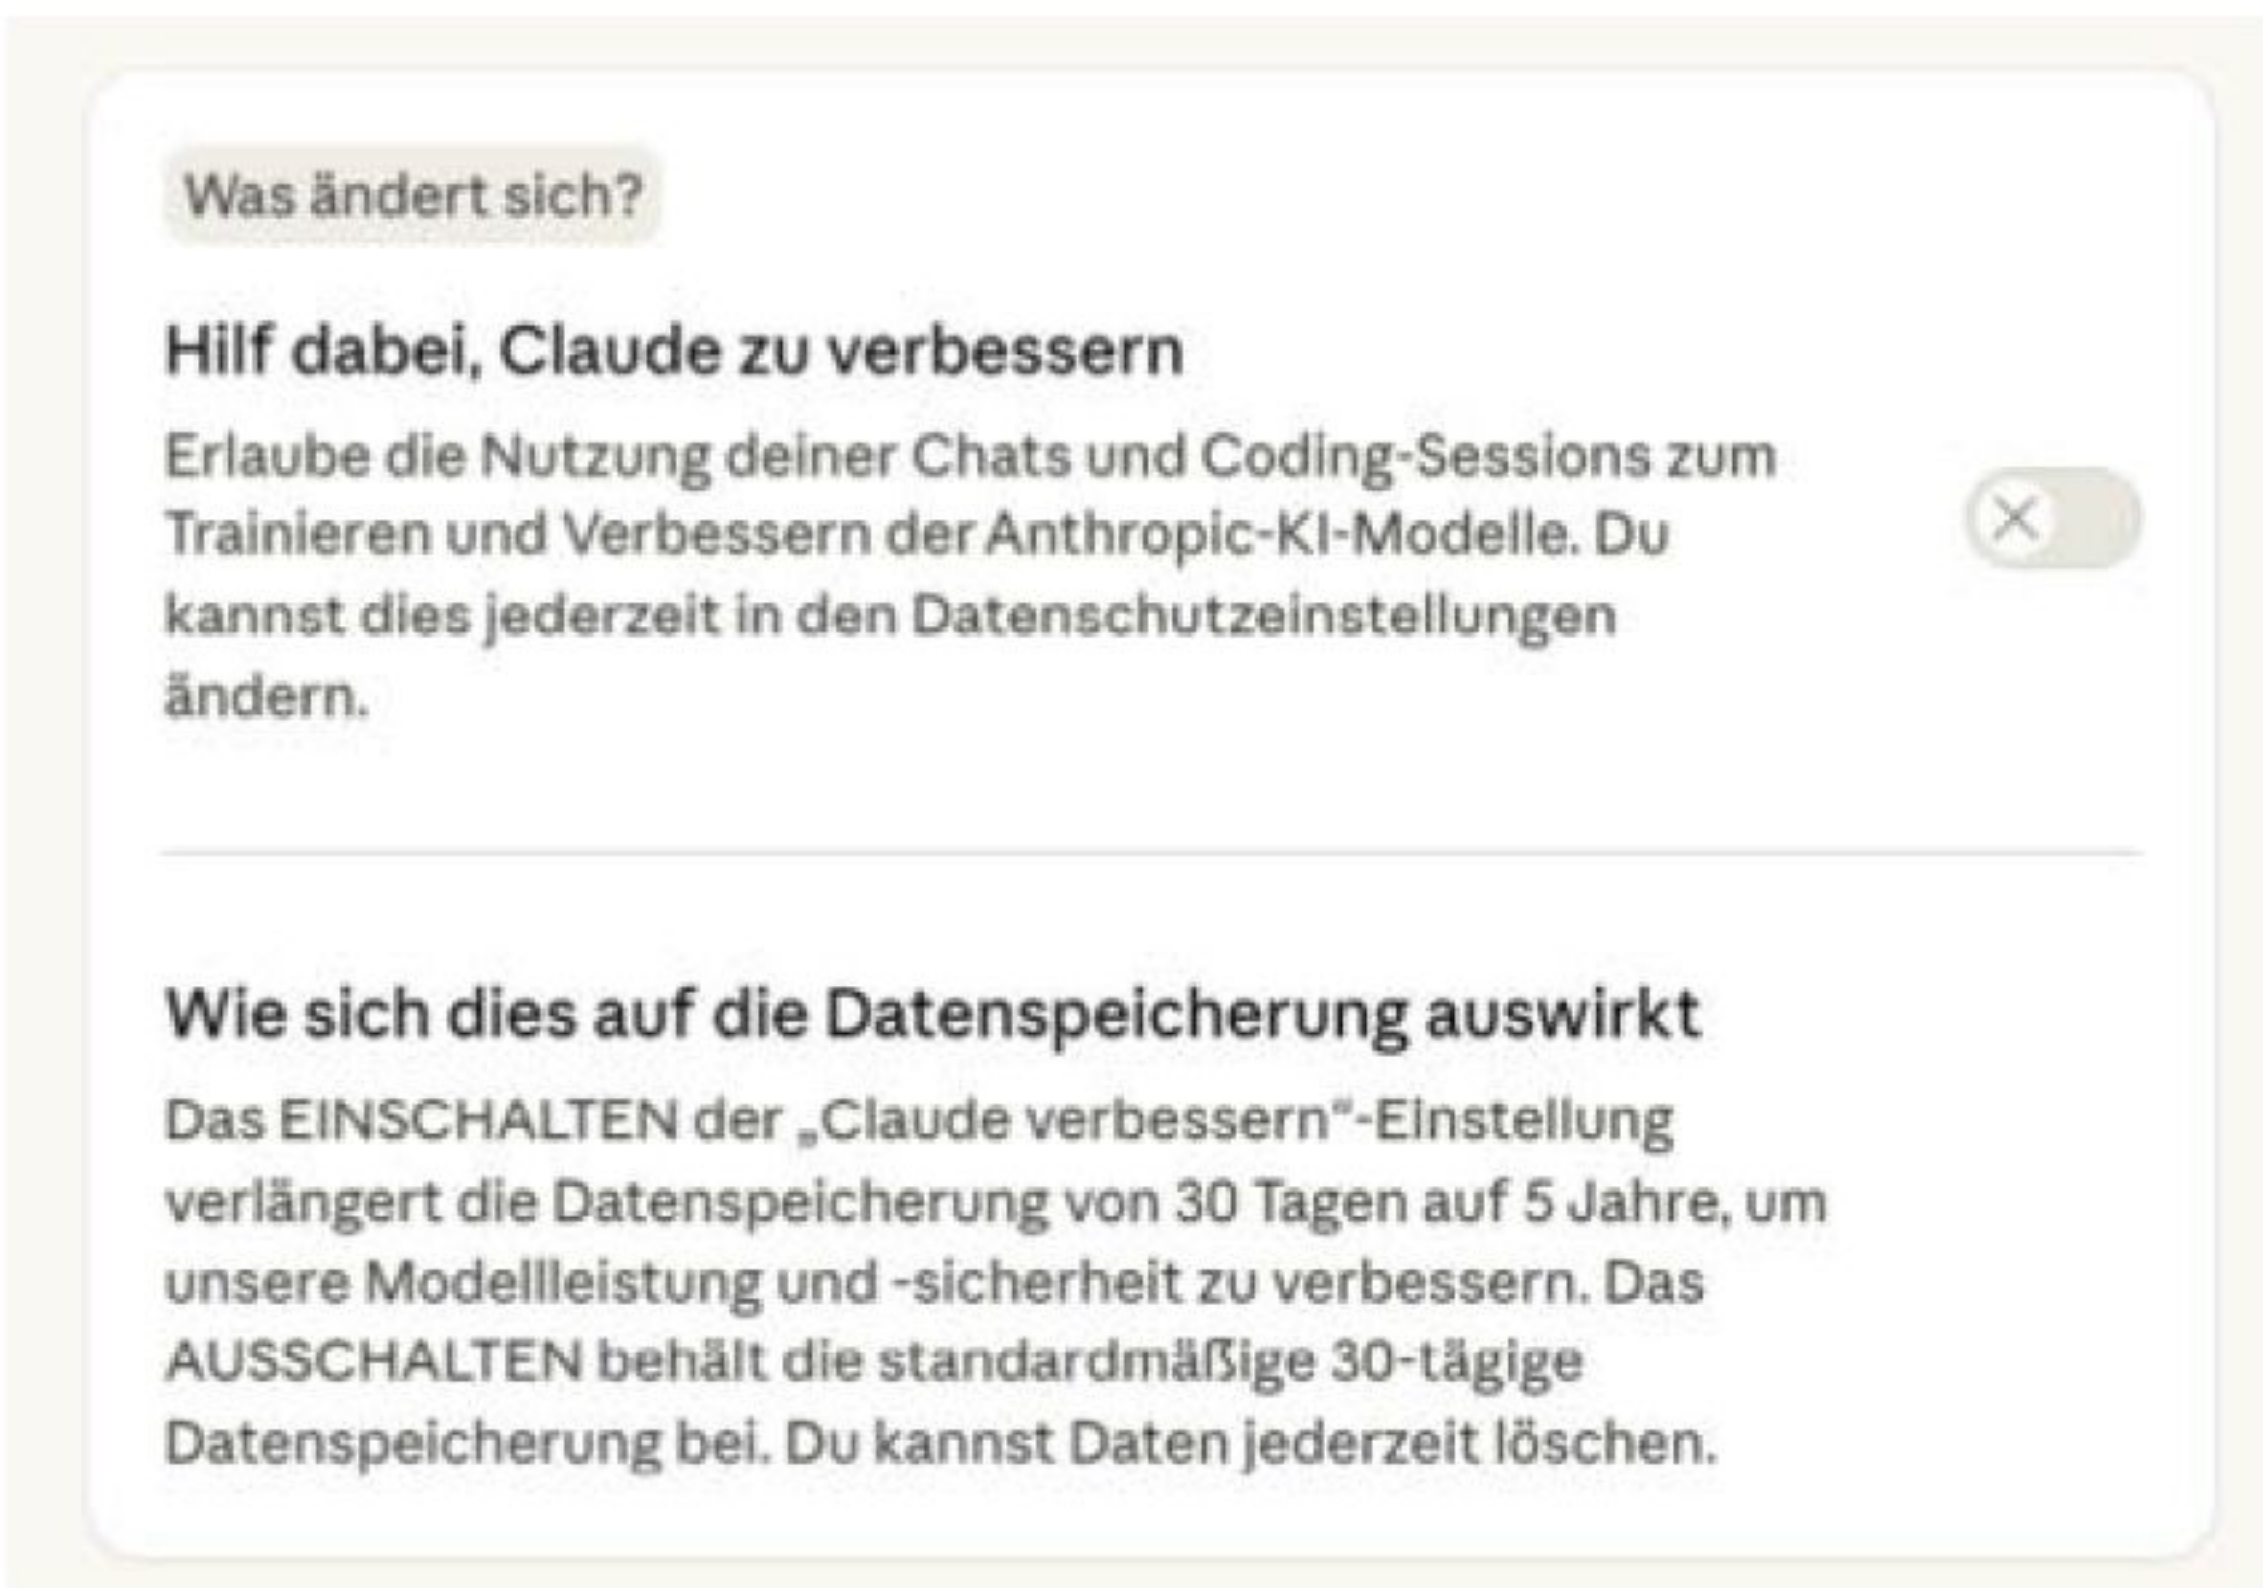 Was ändert sich?
Hilf dabei, Claude zu verbessern
Erlaube die Nutzung deiner Chats und Coding-Sessions zum
Trainieren und Verbessern der Anthropic-KI-Modelle. Du
kannst dies jederzeit in den Datenschutzeinstellungen
ändern.
Wie sich dies auf die Datenspeicherung auswirkt
Das EINSCHALTEN der „Claude verbessern“-Einstellung
verlängert die Datenspeicherung von 30 Tagen auf 5 Jahre, um
unsere Modellleistung und -sicherheit zu verbessern. Das
AUSSCHALTEN behält die standardmäßige 30-tägige
Datenspeicherung bei. Du kannst Daten jederzeit löschen.